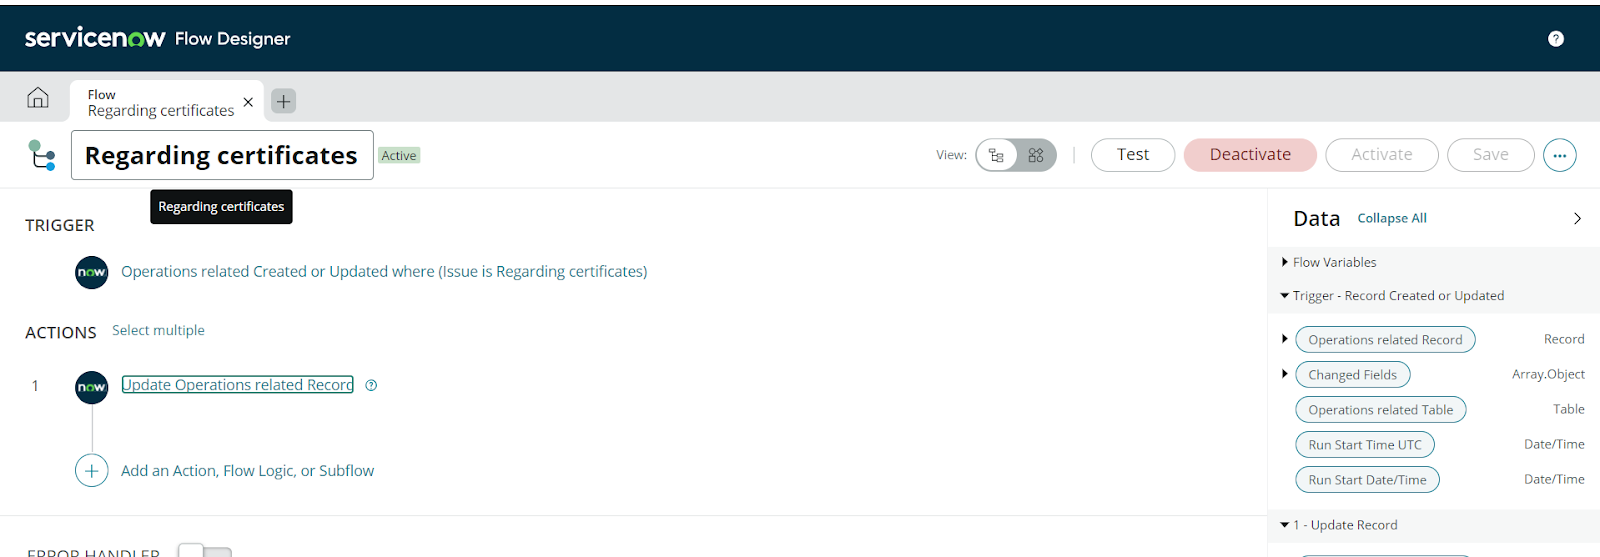 servicenow Flow Designer
?
Flow
Regarding certificates
Regarding certificates
Active
View:
Test
Deactivate
Activate
Save
Regarding certificates
TRIGGER
now
Operations related Created or Updated where (Issue is Regarding certificates)
ACTIONS Select multiple
1
now
Update Operations related Record
?
Add an Action, Flow Logic, or Subflow
ERROR HANDLER
Data Collapse All
Flow Variables
Trigger - Record Created or Updated
Operations related Record Record
Changed Fields Array.Object
Operations related Table Table
Run Start Time UTC Date/Time
Run Start Date/Time Date/Time
1 - Update Record